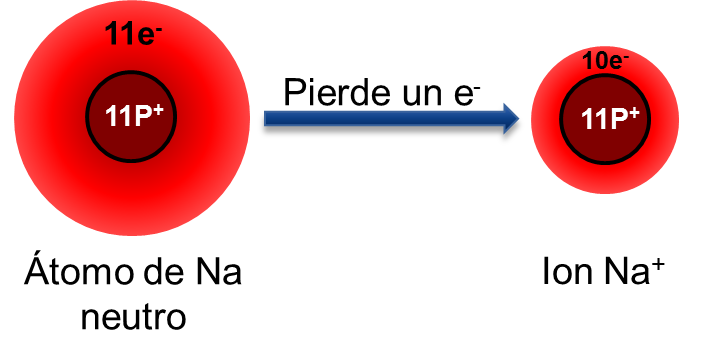 11e⁻
11P⁺
Pierde un e⁻
10e⁻
11P⁺
Átomo de Na
neutro
Ion Na⁺